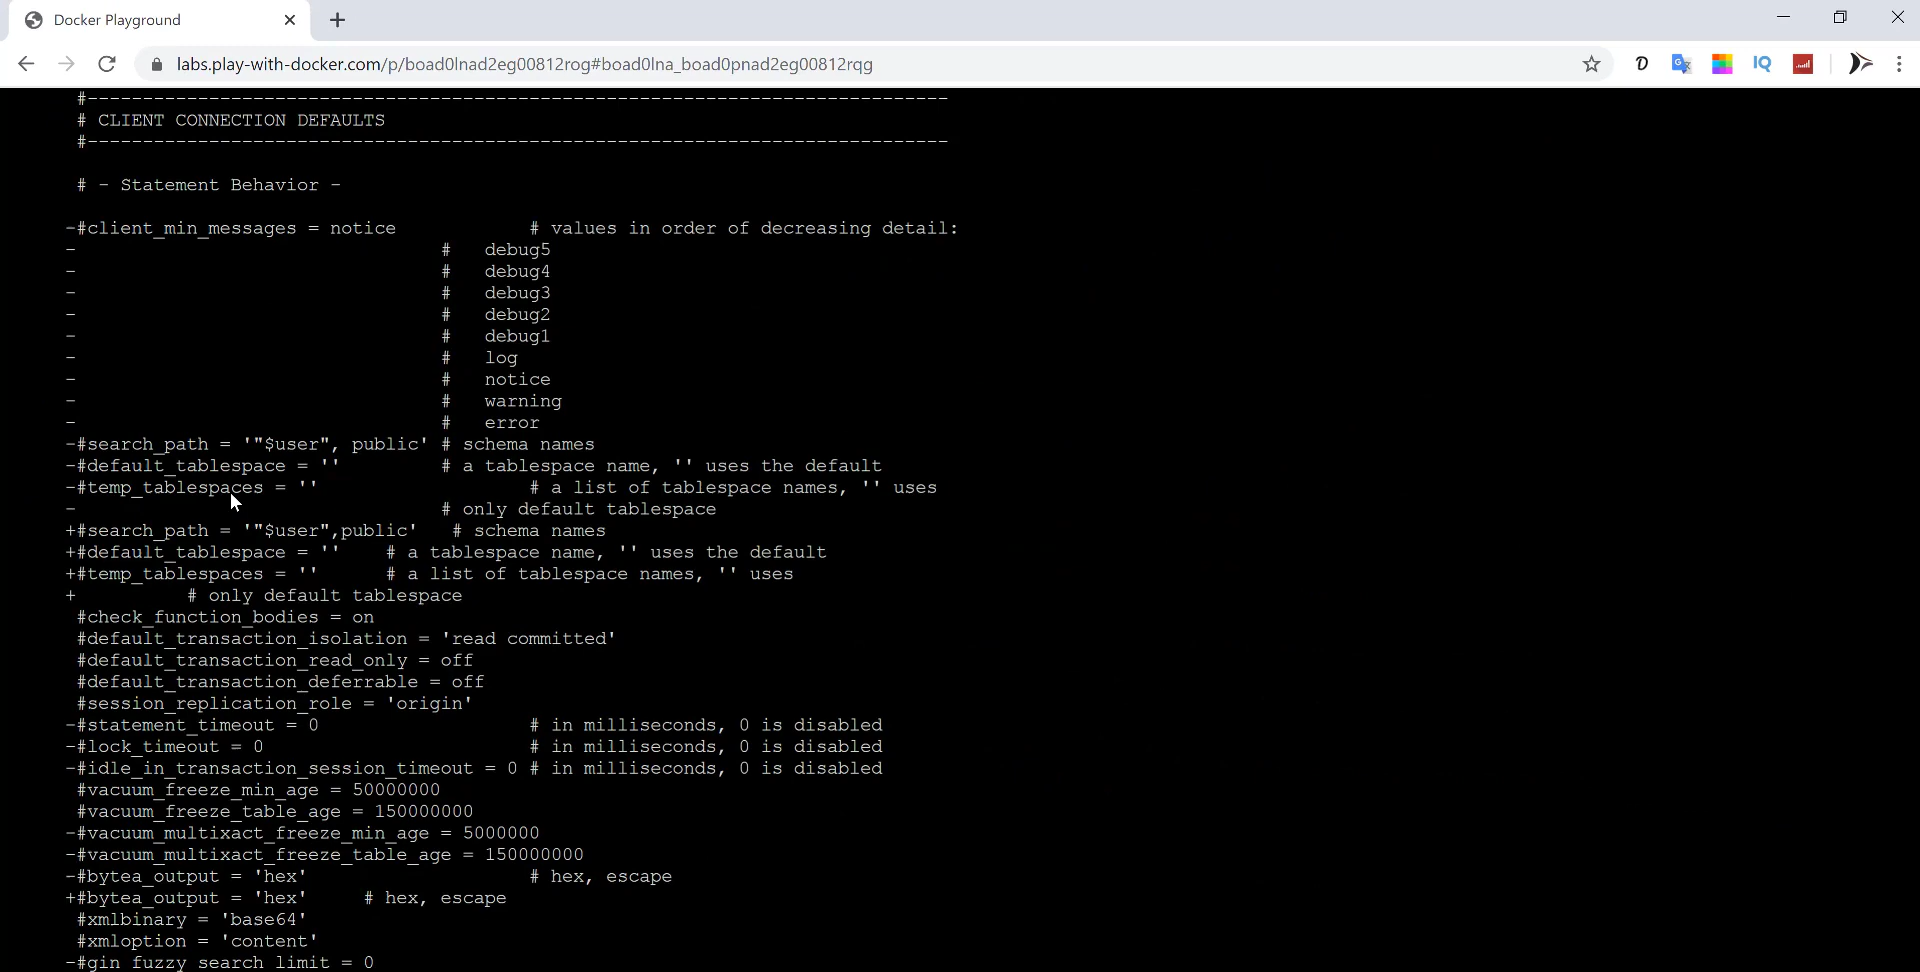 Docker Playground
labs.play-with-docker.com/p/boad0lnad2eg00812rog#boad0lna_boad0pnad2eg00812rqg
#------------------------------------------------------------------------------
# CLIENT CONNECTION DEFAULTS
#------------------------------------------------------------------------------
# - Statement Behavior -
-#client_min_messages = notice # values in order of decreasing detail:
- # debug5
- # debug4
- # debug3
- # debug2
- # debug1
- # log
- # notice
- # warning
- # error
-#search_path = '"$user", public' # schema names
-#default_tablespace = '' # a tablespace name, '' uses the default
-#temp_tablespaces = '' # a list of tablespace names, '' uses
- # only default tablespace
+#search_path = '"$user",public' # schema names
+#default_tablespace = '' # a tablespace name, '' uses the default
+#temp_tablespaces = '' # a list of tablespace names, '' uses
+ # only default tablespace
#check_function_bodies = on
#default_transaction_isolation = 'read committed'
#default_transaction_read_only = off
#default_transaction_deferrable = off
#session_replication_role = 'origin'
-#statement_timeout = 0 # in milliseconds, 0 is disabled
-#lock_timeout = 0 # in milliseconds, 0 is disabled
-#idle_in_transaction_session_timeout = 0 # in milliseconds, 0 is disabled
#vacuum_freeze_min_age = 50000000
#vacuum_freeze_table_age = 150000000
-#vacuum_multixact_freeze_min_age = 5000000
-#vacuum_multixact_freeze_table_age = 150000000
-#bytea_output = 'hex' # hex, escape
+#bytea_output = 'hex' # hex, escape
#xmlbinary = 'base64'
#xmloption = 'content'
-#gin_fuzzy_search_limit = 0